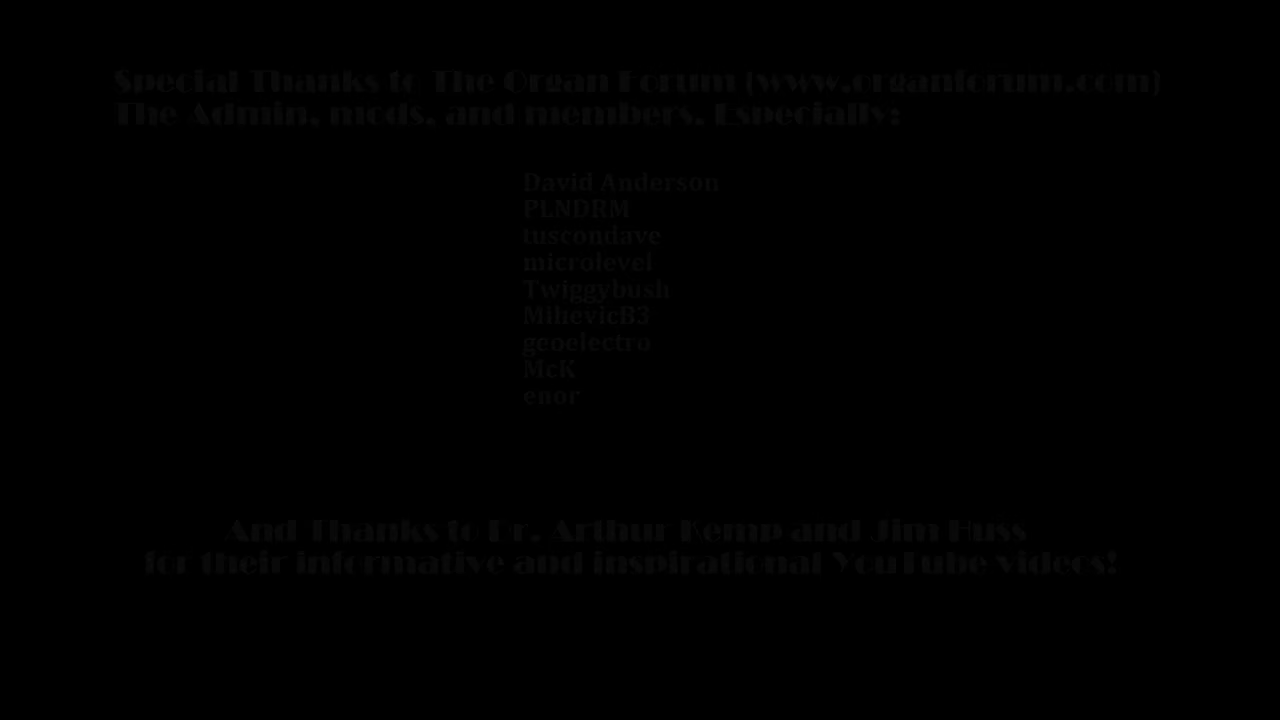 Special Thanks to The Organ Forum (www.organforum.com)
The Admin, mods, and members. Especially:
David Anderson
PLNDRM
tuscondave
microlevel
Twiggybush
MihevicB3
geoelectro
McK
enor
And Thanks to Dr. Arthur Kemp and Jim Huss
for their informative and inspirational YouTube videos!